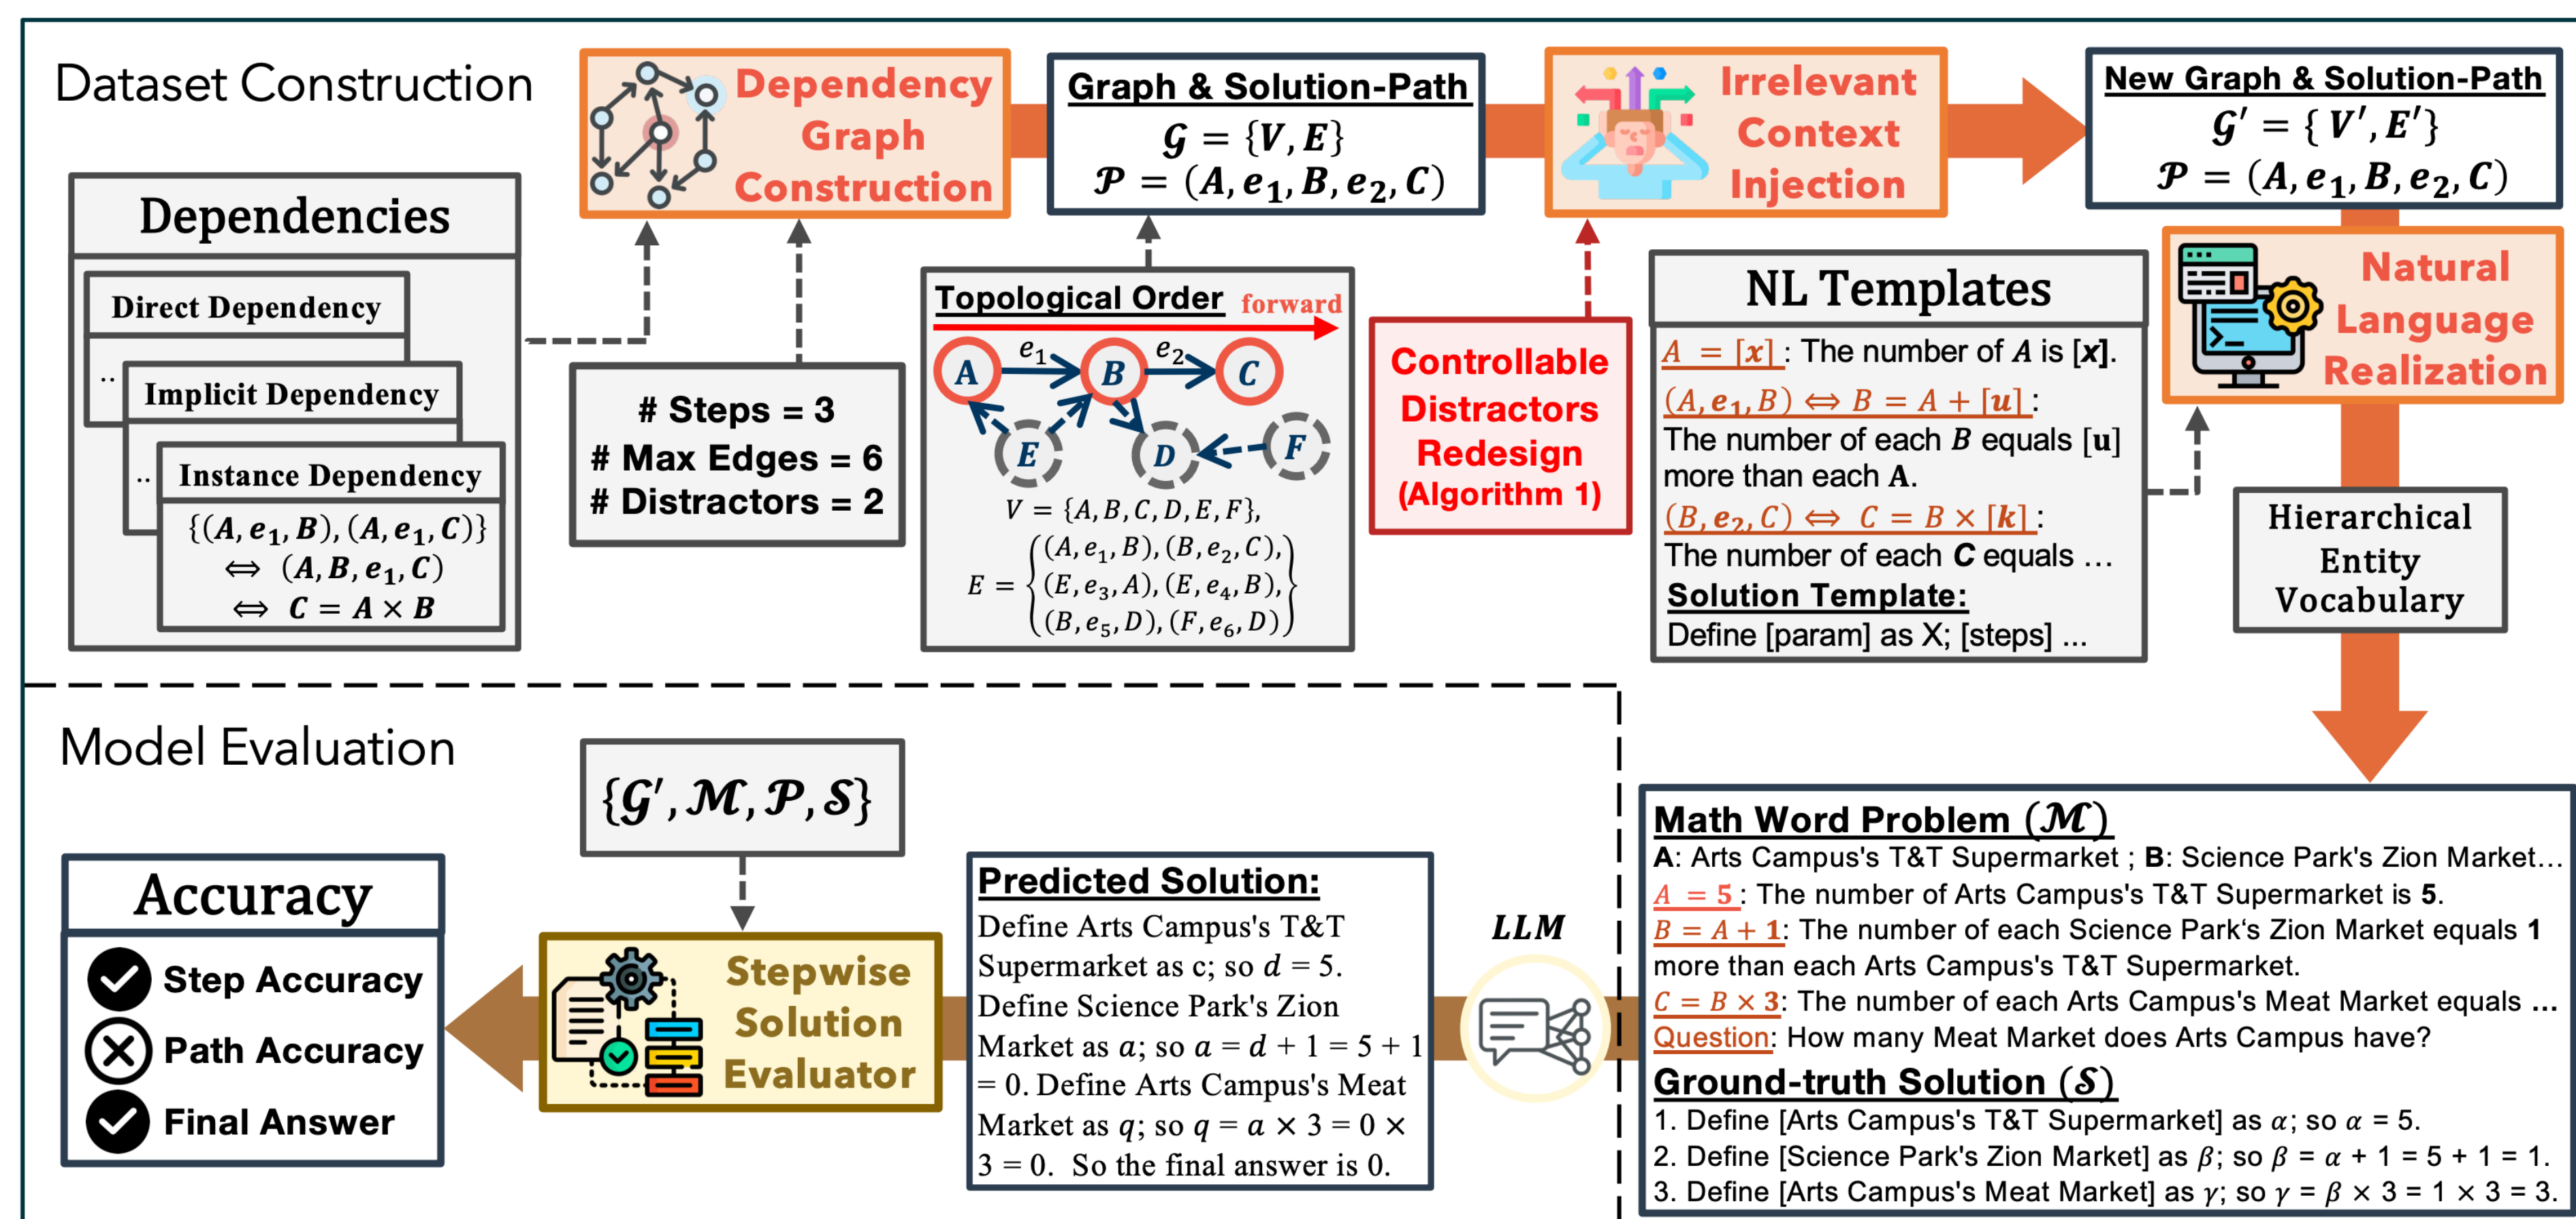 Dataset Construction
Dependencies
Direct Dependency
..
Implicit Dependency
..
Instance Dependency
{(A, e₁, B), (A, e₁, C)}
⟺ (A, B, e₁, C)
⟺ C = A × B
Dependency
Graph
Construction
# Steps = 3
# Max Edges = 6
# Distractors = 2
Graph & Solution-Path
𝒢 = {V, E}
𝒫 = (A, e₁, B, e₂, C)
Topological Order forward
A e₁ B e₂ C
E D F
V = {A, B, C, D, E, F},
(A, e₁, B), (B, e₂, C),
E = { (E, e₃, A), (E, e₄, B), }
(B, e₅, D), (F, e₆, D)
Irrelevant
Context
Injection
Controllable
Distractors
Redesign
(Algorithm 1)
New Graph & Solution-Path
𝒢′ = { V′, E′}
𝒫 = (A, e₁, B, e₂, C)
NL Templates
A = [x] : The number of A is [x].
(A, e₁, B) ⟺ B = A + [u] :
The number of each B equals [u]
more than each A.
(B, e₂, C) ⟺ C = B × [k] :
The number of each C equals ...
Solution Template:
Define [param] as X; [steps] ...
Natural
Language
Realization
Hierarchical
Entity
Vocabulary
Math Word Problem (ℳ)
A: Arts Campus's T&T Supermarket ; B: Science Park's Zion Market...
A = 5 : The number of Arts Campus's T&T Supermarket is 5.
B = A + 1: The number of each Science Park‘s Zion Market equals 1
more than each Arts Campus's T&T Supermarket.
C = B × 3: The number of each Arts Campus's Meat Market equals ...
Question: How many Meat Market does Arts Campus have?
Ground-truth Solution (𝒮)
1. Define [Arts Campus's T&T Supermarket] as α; so α = 5.
2. Define [Science Park's Zion Market] as β; so β = α + 1 = 5 + 1 = 1.
3. Define [Arts Campus's Meat Market] as γ; so γ = β × 3 = 1 × 3 = 3.
Model Evaluation
LLM
Predicted Solution:
Define Arts Campus's T&T
Supermarket as c; so d = 5.
Define Science Park's Zion
Market as a; so a = d + 1 = 5 + 1
= 0. Define Arts Campus's Meat
Market as q; so q = a × 3 = 0 ×
3 = 0. So the final answer is 0.
{𝒢′, ℳ, 𝒫, 𝒮}
Stepwise
Solution
Evaluator
Accuracy
Step Accuracy
Path Accuracy
Final Answer